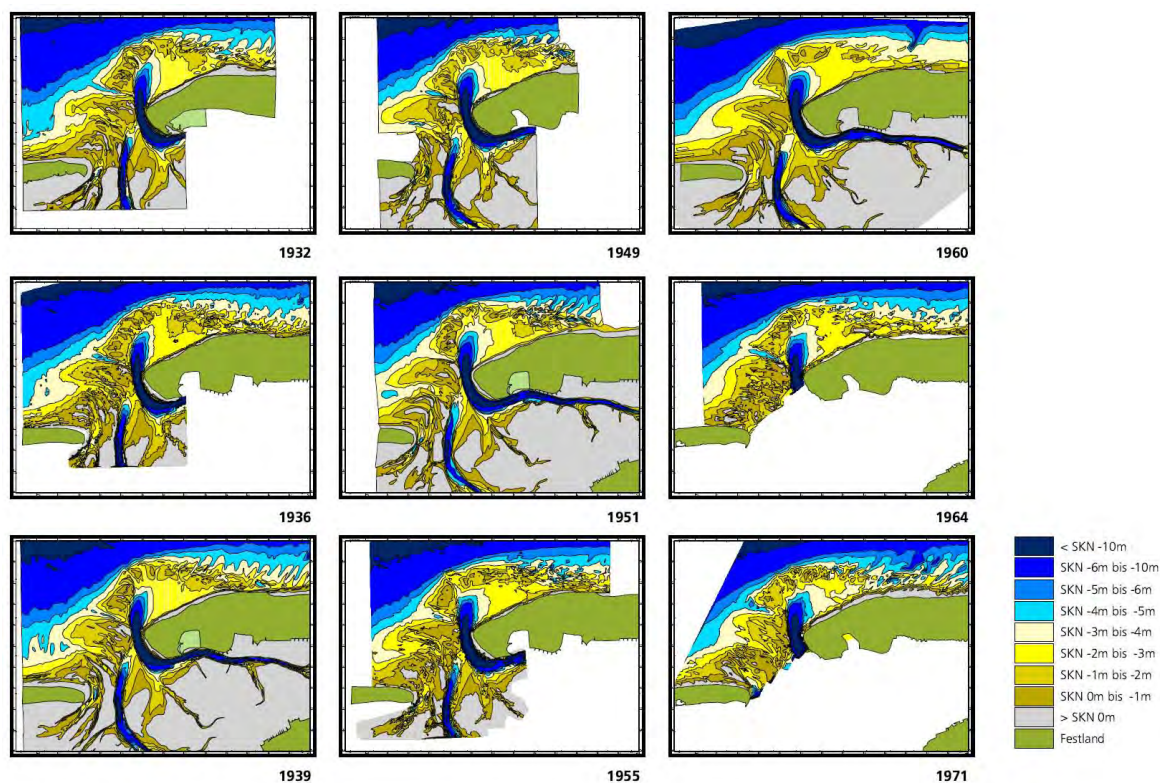 1932
1949
1960
1936
1951
1964
1939
1955
1971
< SKN -10m
SKN -6m bis -10m
SKN -5m bis -6m
SKN -4m bis -5m
SKN -3m bis -4m
SKN -2m bis -3m
SKN -1m bis -2m
SKN 0m bis -1m
> SKN 0m
Festland